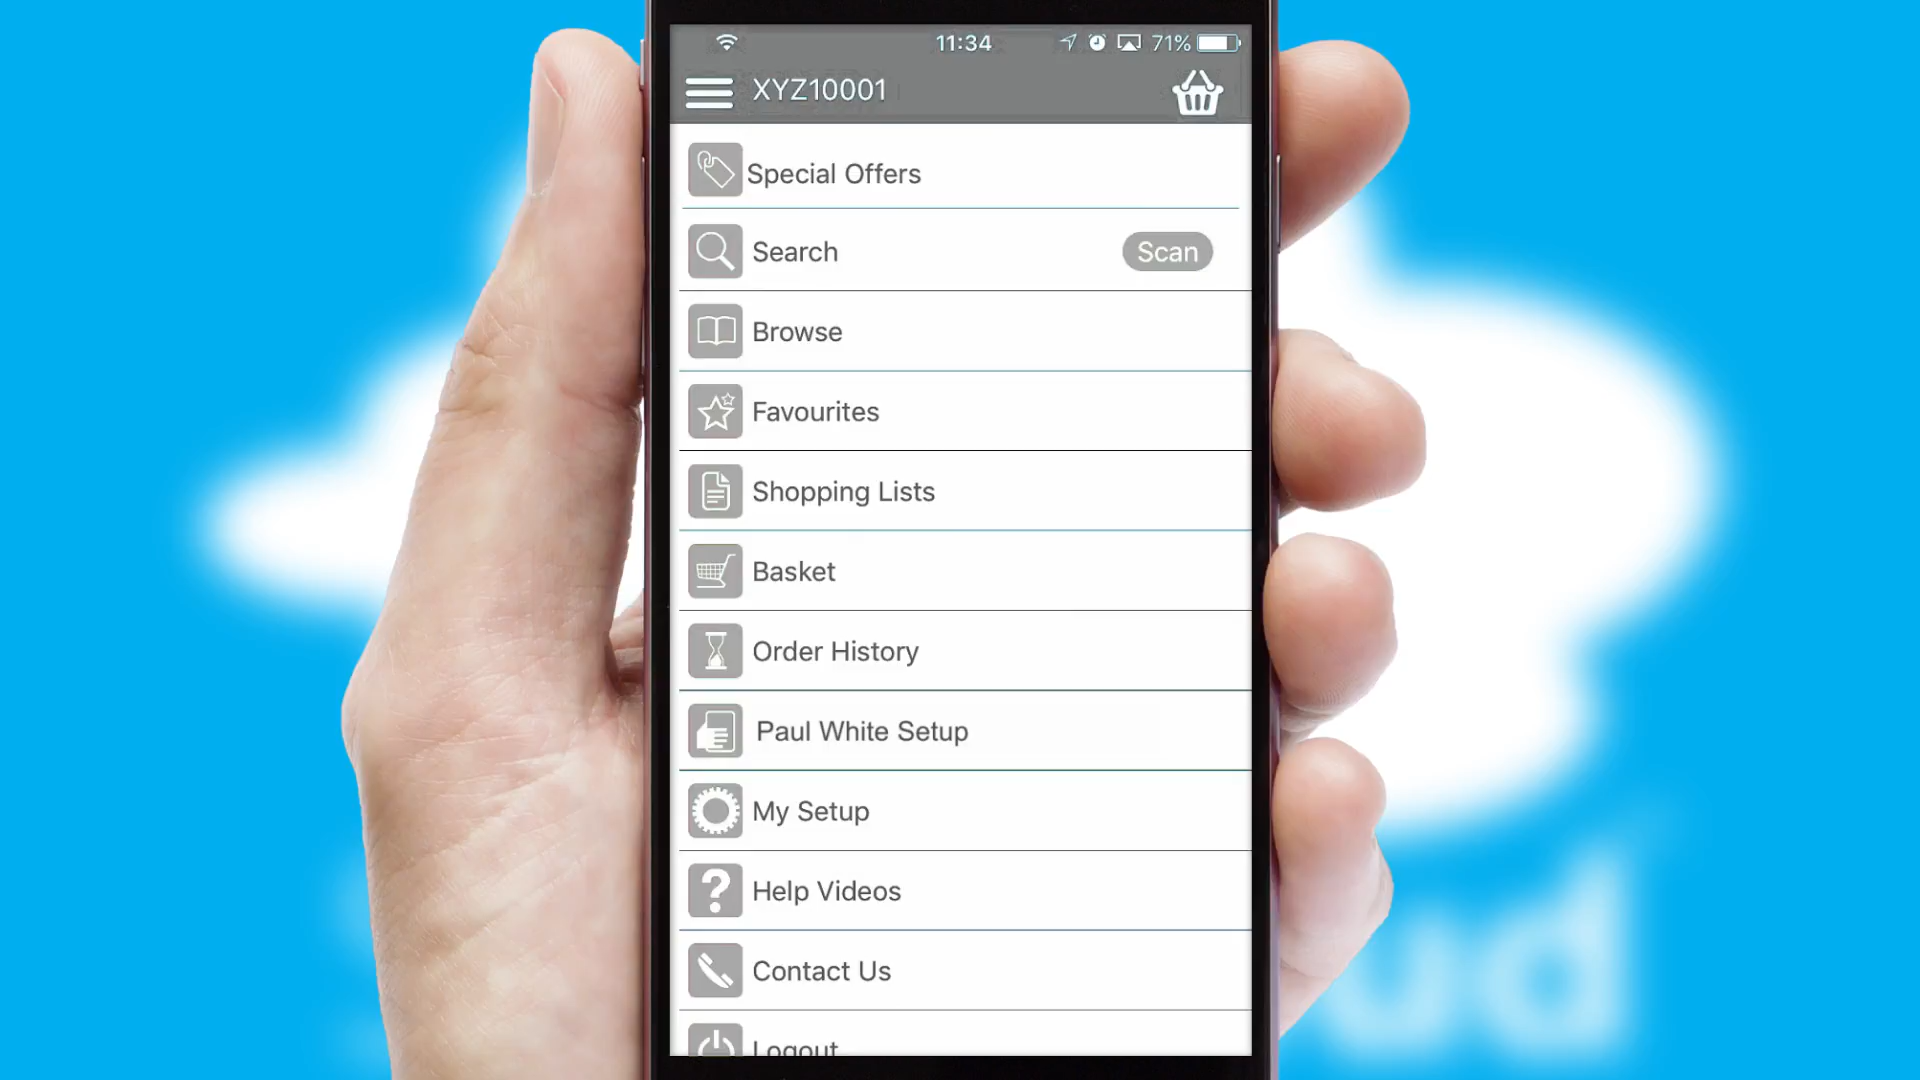 11:34
71%
XYZ10001
Special Offers
Search
Scan
Browse
Favourites
Shopping Lists
Basket
Order History
Paul White Setup
My Setup
Help Videos
Contact Us
Logout
ud